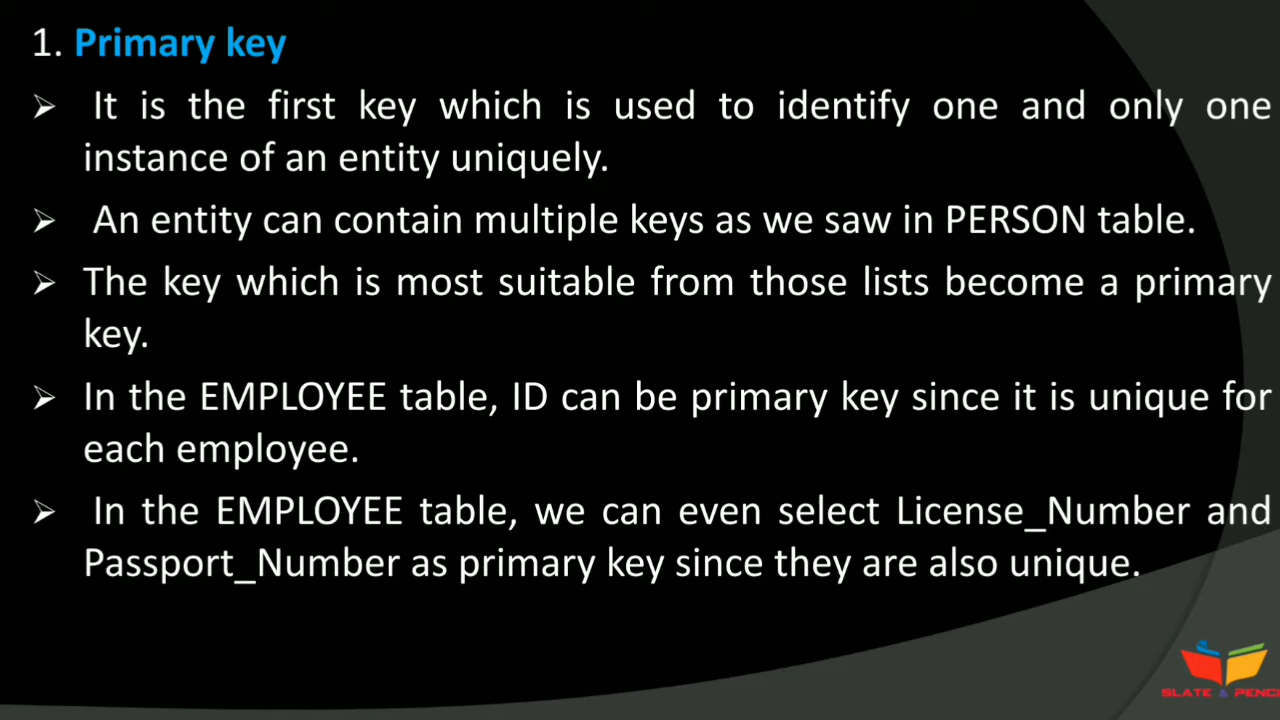 1. Primary key
➢ It is the first key which is used to identify one and only one
instance of an entity uniquely.
➢ An entity can contain multiple keys as we saw in PERSON table.
➢ The key which is most suitable from those lists become a primary
key.
➢ In the EMPLOYEE table, ID can be primary key since it is unique for
each employee.
➢ In the EMPLOYEE table, we can even select License_Number and
Passport_Number as primary key since they are also unique.
SLATE & PENCI